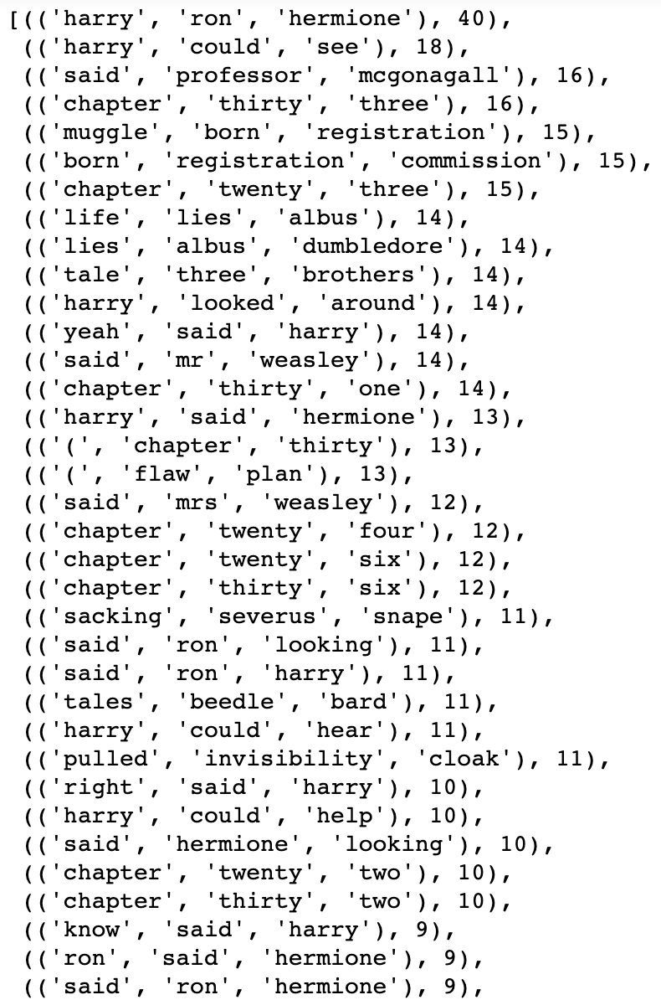 [(('harry', 'ron', 'hermione'), 40),
(('harry', 'could', 'see'), 18),
(('said', 'professor', 'mcgonagall'), 16),
(('chapter', 'thirty', 'three'), 16),
(('muggle', 'born', 'registration'), 15),
(('born', 'registration', 'commission'), 15),
(('chapter', 'twenty', 'three'), 15),
(('life', 'lies', 'albus'), 14),
(('lies', 'albus', 'dumbledore'), 14),
(('tale', 'three', 'brothers'), 14),
(('harry', 'looked', 'around'), 14),
(('yeah', 'said', 'harry'), 14),
(('said', 'mr', 'weasley'), 14),
(('chapter', 'thirty', 'one'), 14),
(('harry', 'said', 'hermione'), 13),
(('(', 'chapter', 'thirty'), 13),
(('(', 'flaw', 'plan'), 13),
(('said', 'mrs', 'weasley'), 12),
(('chapter', 'twenty', 'four'), 12),
(('chapter', 'twenty', 'six'), 12),
(('chapter', 'thirty', 'six'), 12),
(('sacking', 'severus', 'snape'), 11),
(('said', 'ron', 'looking'), 11),
(('said', 'ron', 'harry'), 11),
(('tales', 'beedle', 'bard'), 11),
(('harry', 'could', 'hear'), 11),
(('pulled', 'invisibility', 'cloak'), 11),
(('right', 'said', 'harry'), 10),
(('harry', 'could', 'help'), 10),
(('said', 'hermione', 'looking'), 10),
(('chapter', 'twenty', 'two'), 10),
(('chapter', 'thirty', 'two'), 10),
(('know', 'said', 'harry'), 9),
(('ron', 'said', 'hermione'), 9),
(('said', 'ron', 'hermione'), 9),